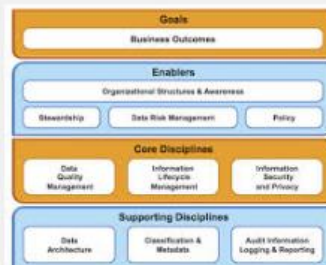 Goals
Business Outcomes
Enablers
Organizational Structures & Awareness
Stewardship
Data Risk Management
Policy
Core Disciplines
Data
Quality
Management
Information
Lifecycle
Management
Information
Security
and Privacy
Supporting Disciplines
Data
Architecture
Classification &
Metadata
Audit Information
Logging & Reporting